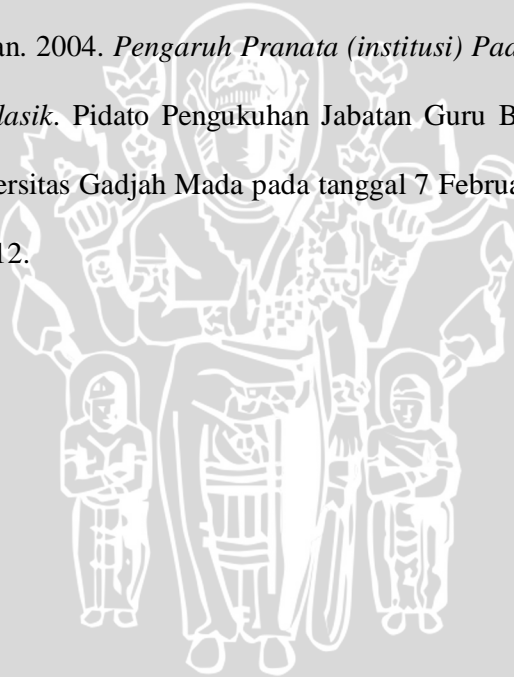 an. 2004. Pengaruh Pranata (institusi) Pad
lasik. Pidato Pengukuhan Jabatan Guru B
ersitas Gadjah Mada pada tanggal 7 Februa
12.